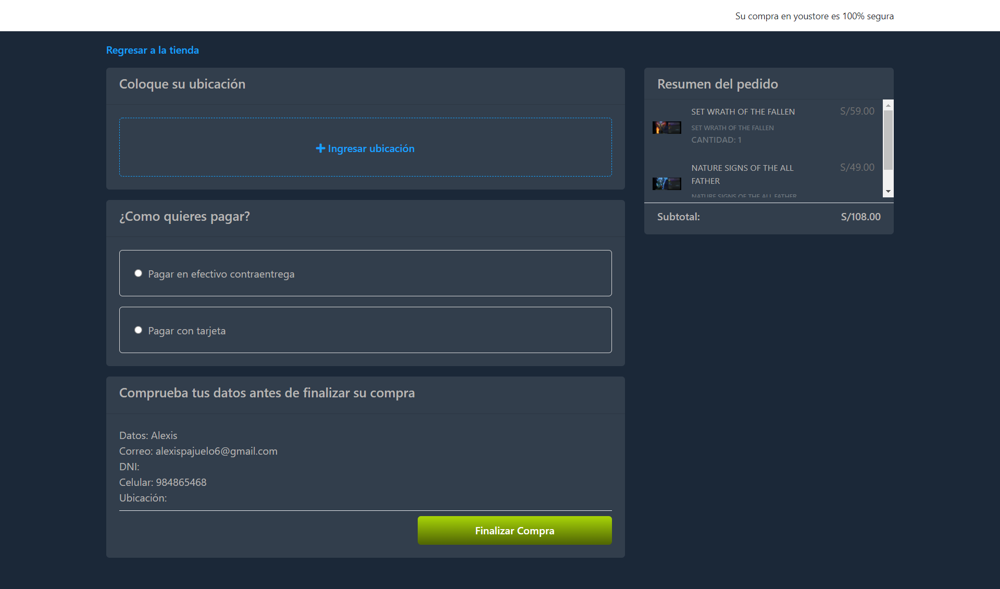 Su compra en youstore es 100% segura
Regresar a la tienda
Coloque su ubicación
Ingresar ubicación
¿Como quieres pagar?
Pagar en efectivo contraentrega
Pagar con tarjeta
Comprueba tus datos antes de finalizar su compra
Datos: Alexis
Correo: alexispajuelo6@gmail.com
DNI:
Celular: 984865468
Ubicación:
Finalizar Compra
Resumen del pedido
SET WRATH OF THE FALLEN S/59.00
SET WRATH OF THE FALLEN
CANTIDAD: 1
NATURE SIGNS OF THE ALL S/49.00
FATHER
NATURE SIGNS OF THE ALL FATHER
Subtotal: S/108.00